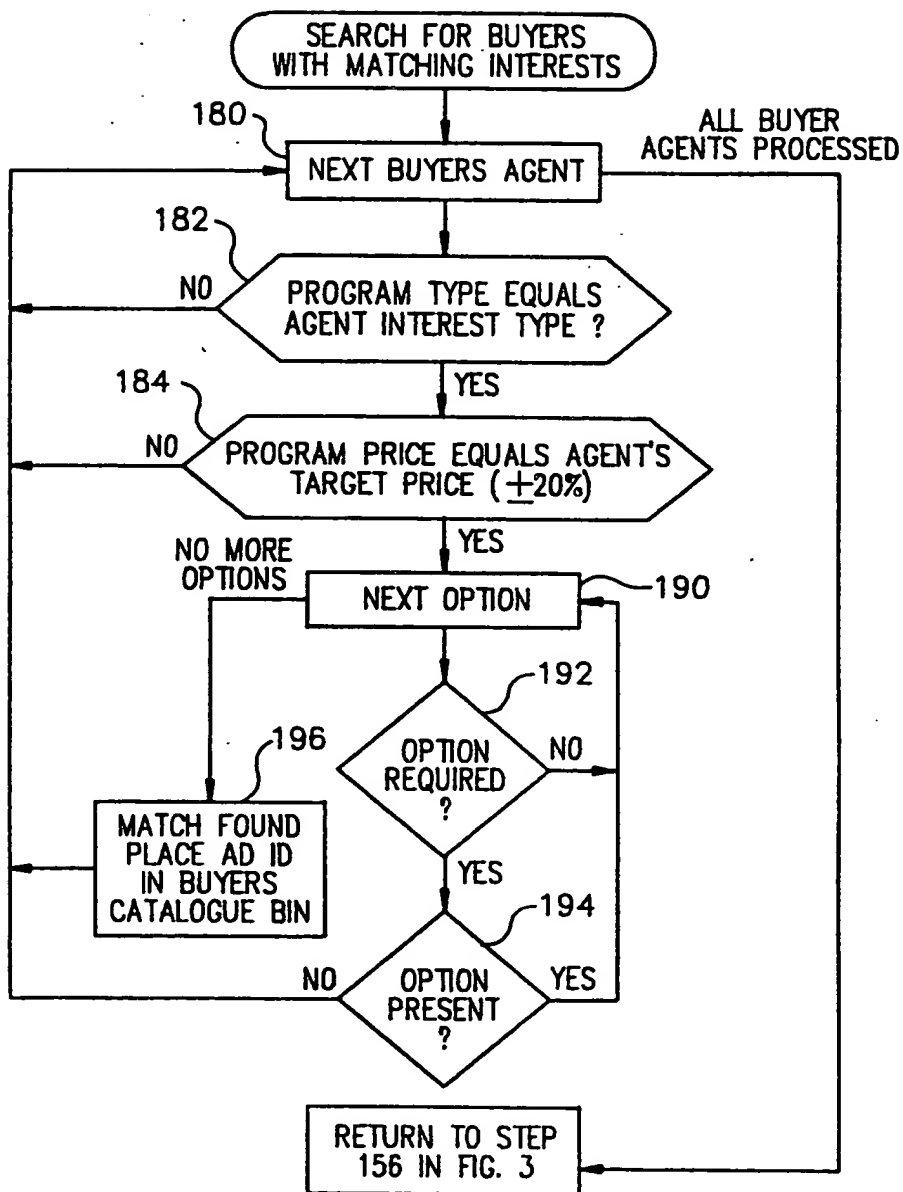 SEARCH FOR BUYERS
WITH MATCHING INTERESTS
180
NEXT BUYERS AGENT
ALL BUYER
AGENTS PROCESSED
182
NO
PROGRAM TYPE EQUALS
AGENT INTEREST TYPE ?
YES
184
NO
PROGRAM PRICE EQUALS AGENT'S
TARGET PRICE (±20%)
YES
NO MORE
OPTIONS
NEXT OPTION
190
192
OPTION
REQUIRED
?
NO
196
MATCH FOUND
PLACE AD ID
IN BUYERS
CATALOGUE BIN
YES
194
NO
OPTION
PRESENT
?
YES
RETURN TO STEP
156 IN FIG. 3